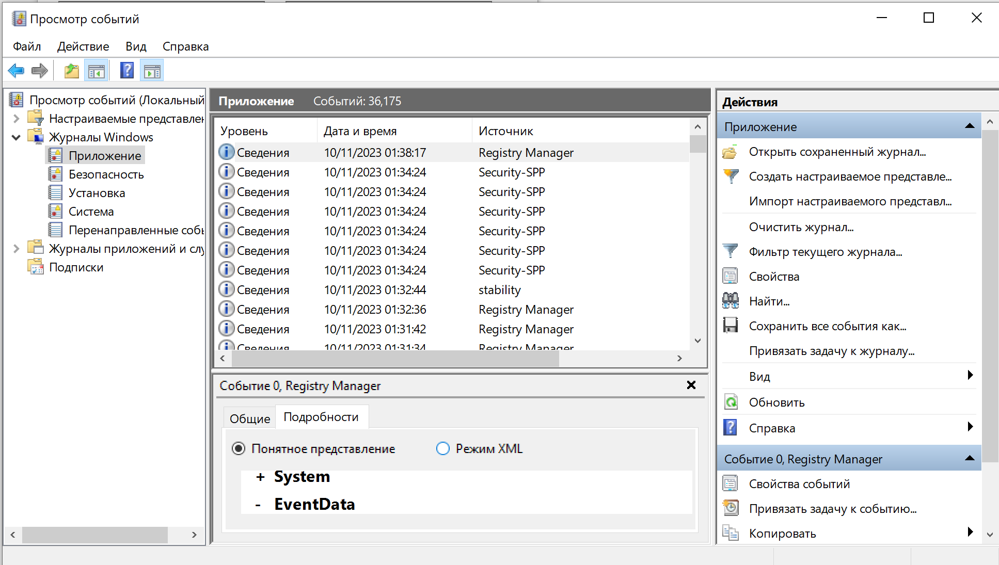 Просмотр событий
Файл Действие Вид Справка
Просмотр событий (Локальный
Настраиваемые представлен
Журналы Windows
Приложение
Безопасность
Установка
Система
Перенаправленные соб
Журналы приложений и слу
Подписки
Приложение Событий: 36,175
Уровень Дата и время Источник
Сведения 10/11/2023 01:38:17 Registry Manager
Сведения 10/11/2023 01:34:24 Security-SPP
Сведения 10/11/2023 01:34:24 Security-SPP
Сведения 10/11/2023 01:34:24 Security-SPP
Сведения 10/11/2023 01:34:24 Security-SPP
Сведения 10/11/2023 01:34:24 Security-SPP
Сведения 10/11/2023 01:34:24 Security-SPP
Сведения 10/11/2023 01:32:44 stability
Сведения 10/11/2023 01:32:36 Registry Manager
Сведения 10/11/2023 01:31:42 Registry Manager
Сведения 10/11/2023 01:31:34 Registry Manager
Событие 0, Registry Manager
Общие Подробности
Понятное представление Режим XML
+ System
- EventData
Действия
Приложение
Открыть сохраненный журнал...
Создать настраиваемое представле...
Импорт настраиваемого представл...
Очистить журнал...
Фильтр текущего журнала...
Свойства
Найти...
Сохранить все события как...
Привязать задачу к журналу...
Вид
Обновить
Справка
Событие 0, Registry Manager
Свойства событий
Привязать задачу к событию...
Копировать